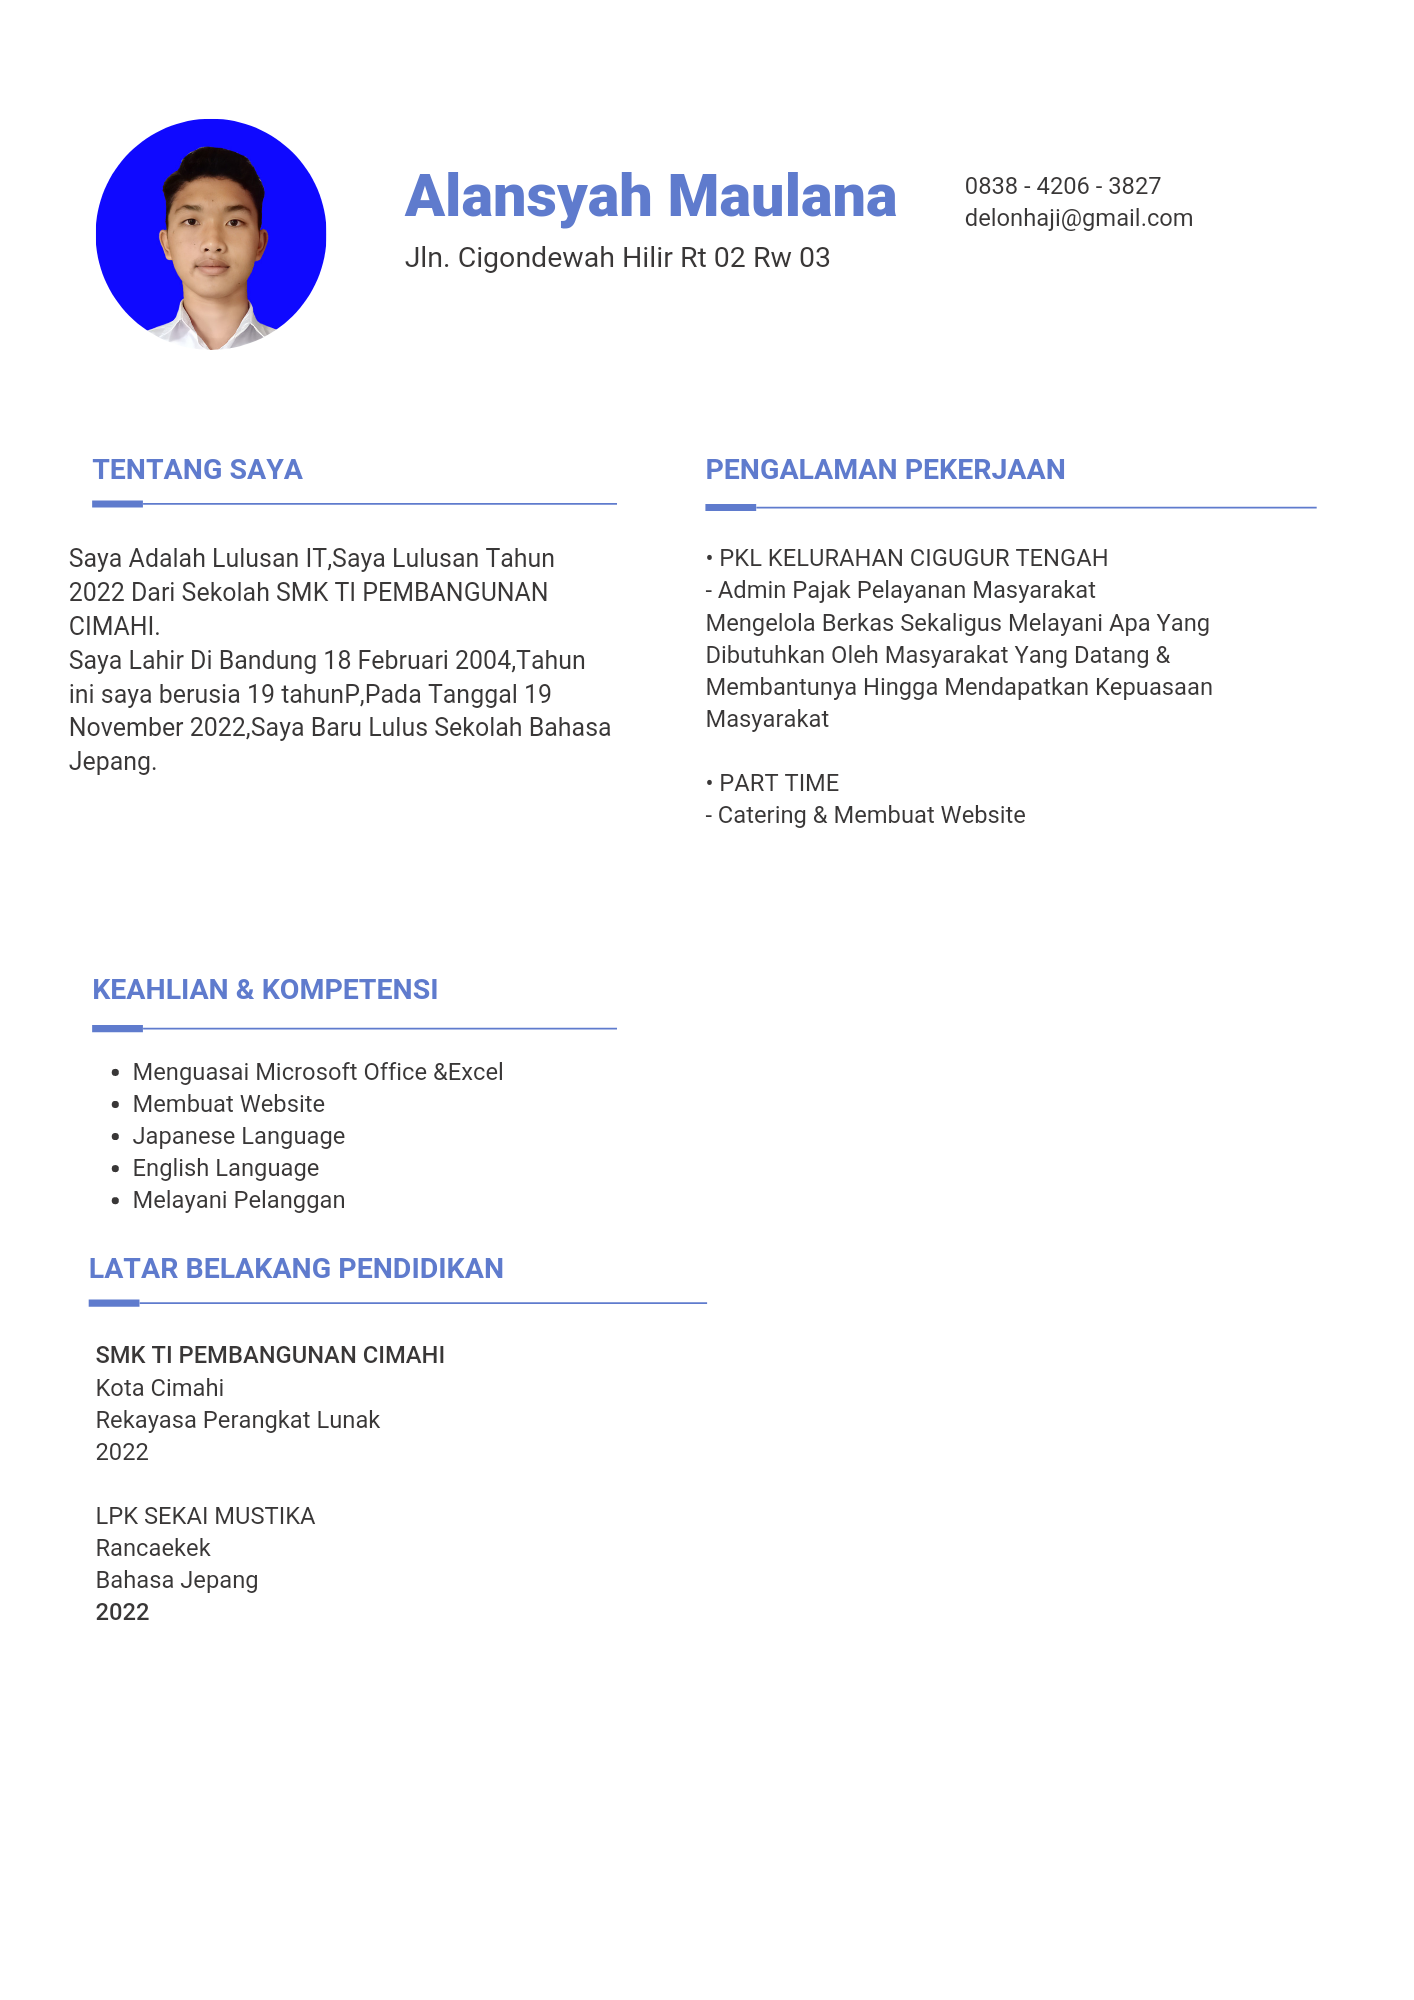 Alansyah Maulana
Jln. Cigondewah Hilir Rt 02 Rw 03
0838 - 4206 - 3827
delonhaji@gmail.com
TENTANG SAYA
Saya Adalah Lulusan IT,Saya Lulusan Tahun
2022 Dari Sekolah SMK TI PEMBANGUNAN
CIMAHI.
Saya Lahir Di Bandung 18 Februari 2004,Tahun
ini saya berusia 19 tahunP,Pada Tanggal 19
November 2022,Saya Baru Lulus Sekolah Bahasa
Jepang.
PENGALAMAN PEKERJAAN
• PKL KELURAHAN CIGUGUR TENGAH
- Admin Pajak Pelayanan Masyarakat
Mengelola Berkas Sekaligus Melayani Apa Yang
Dibutuhkan Oleh Masyarakat Yang Datang &
Membantunya Hingga Mendapatkan Kepuasaan
Masyarakat
• PART TIME
- Catering & Membuat Website
KEAHLIAN & KOMPETENSI
• Menguasai Microsoft Office &Excel
• Membuat Website
• Japanese Language
• English Language
• Melayani Pelanggan
LATAR BELAKANG PENDIDIKAN
SMK TI PEMBANGUNAN CIMAHI
Kota Cimahi
Rekayasa Perangkat Lunak
2022
LPK SEKAI MUSTIKA
Rancaekek
Bahasa Jepang
2022